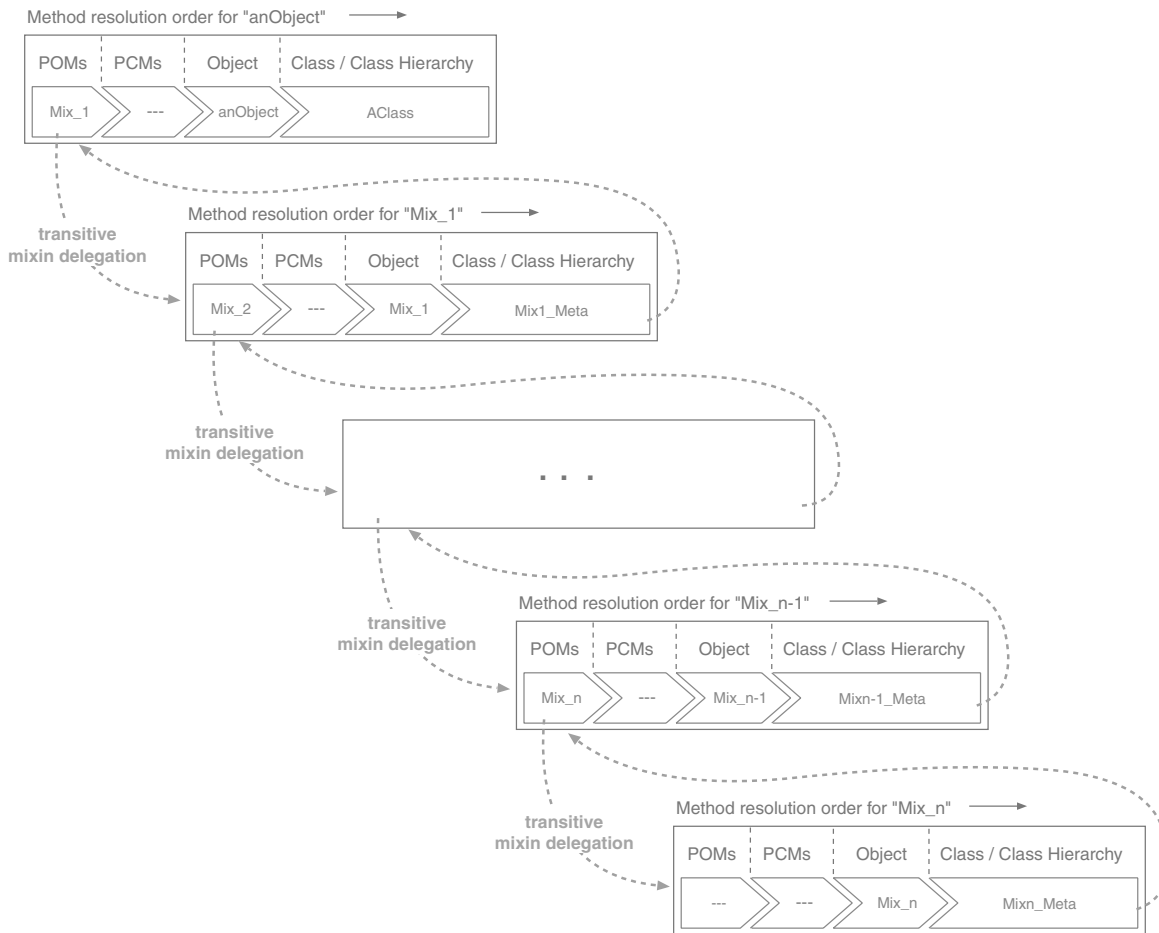 Method resolution order for "anObject"
POMs PCMs Object Class / Class Hierarchy
Mix_1 --- anObject AClass
transitive
mixin delegation
Method resolution order for "Mix_1"
POMs PCMs Object Class / Class Hierarchy
Mix_2 --- Mix_1 Mix1_Meta
transitive
mixin delegation
. . .
transitive
mixin delegation
Method resolution order for "Mix_n-1"
POMs PCMs Object Class / Class Hierarchy
Mix_n --- Mix_n-1 Mixn-1_Meta
transitive
mixin delegation
Method resolution order for "Mix_n"
POMs PCMs Object Class / Class Hierarchy
--- --- Mix_n Mixn_Meta